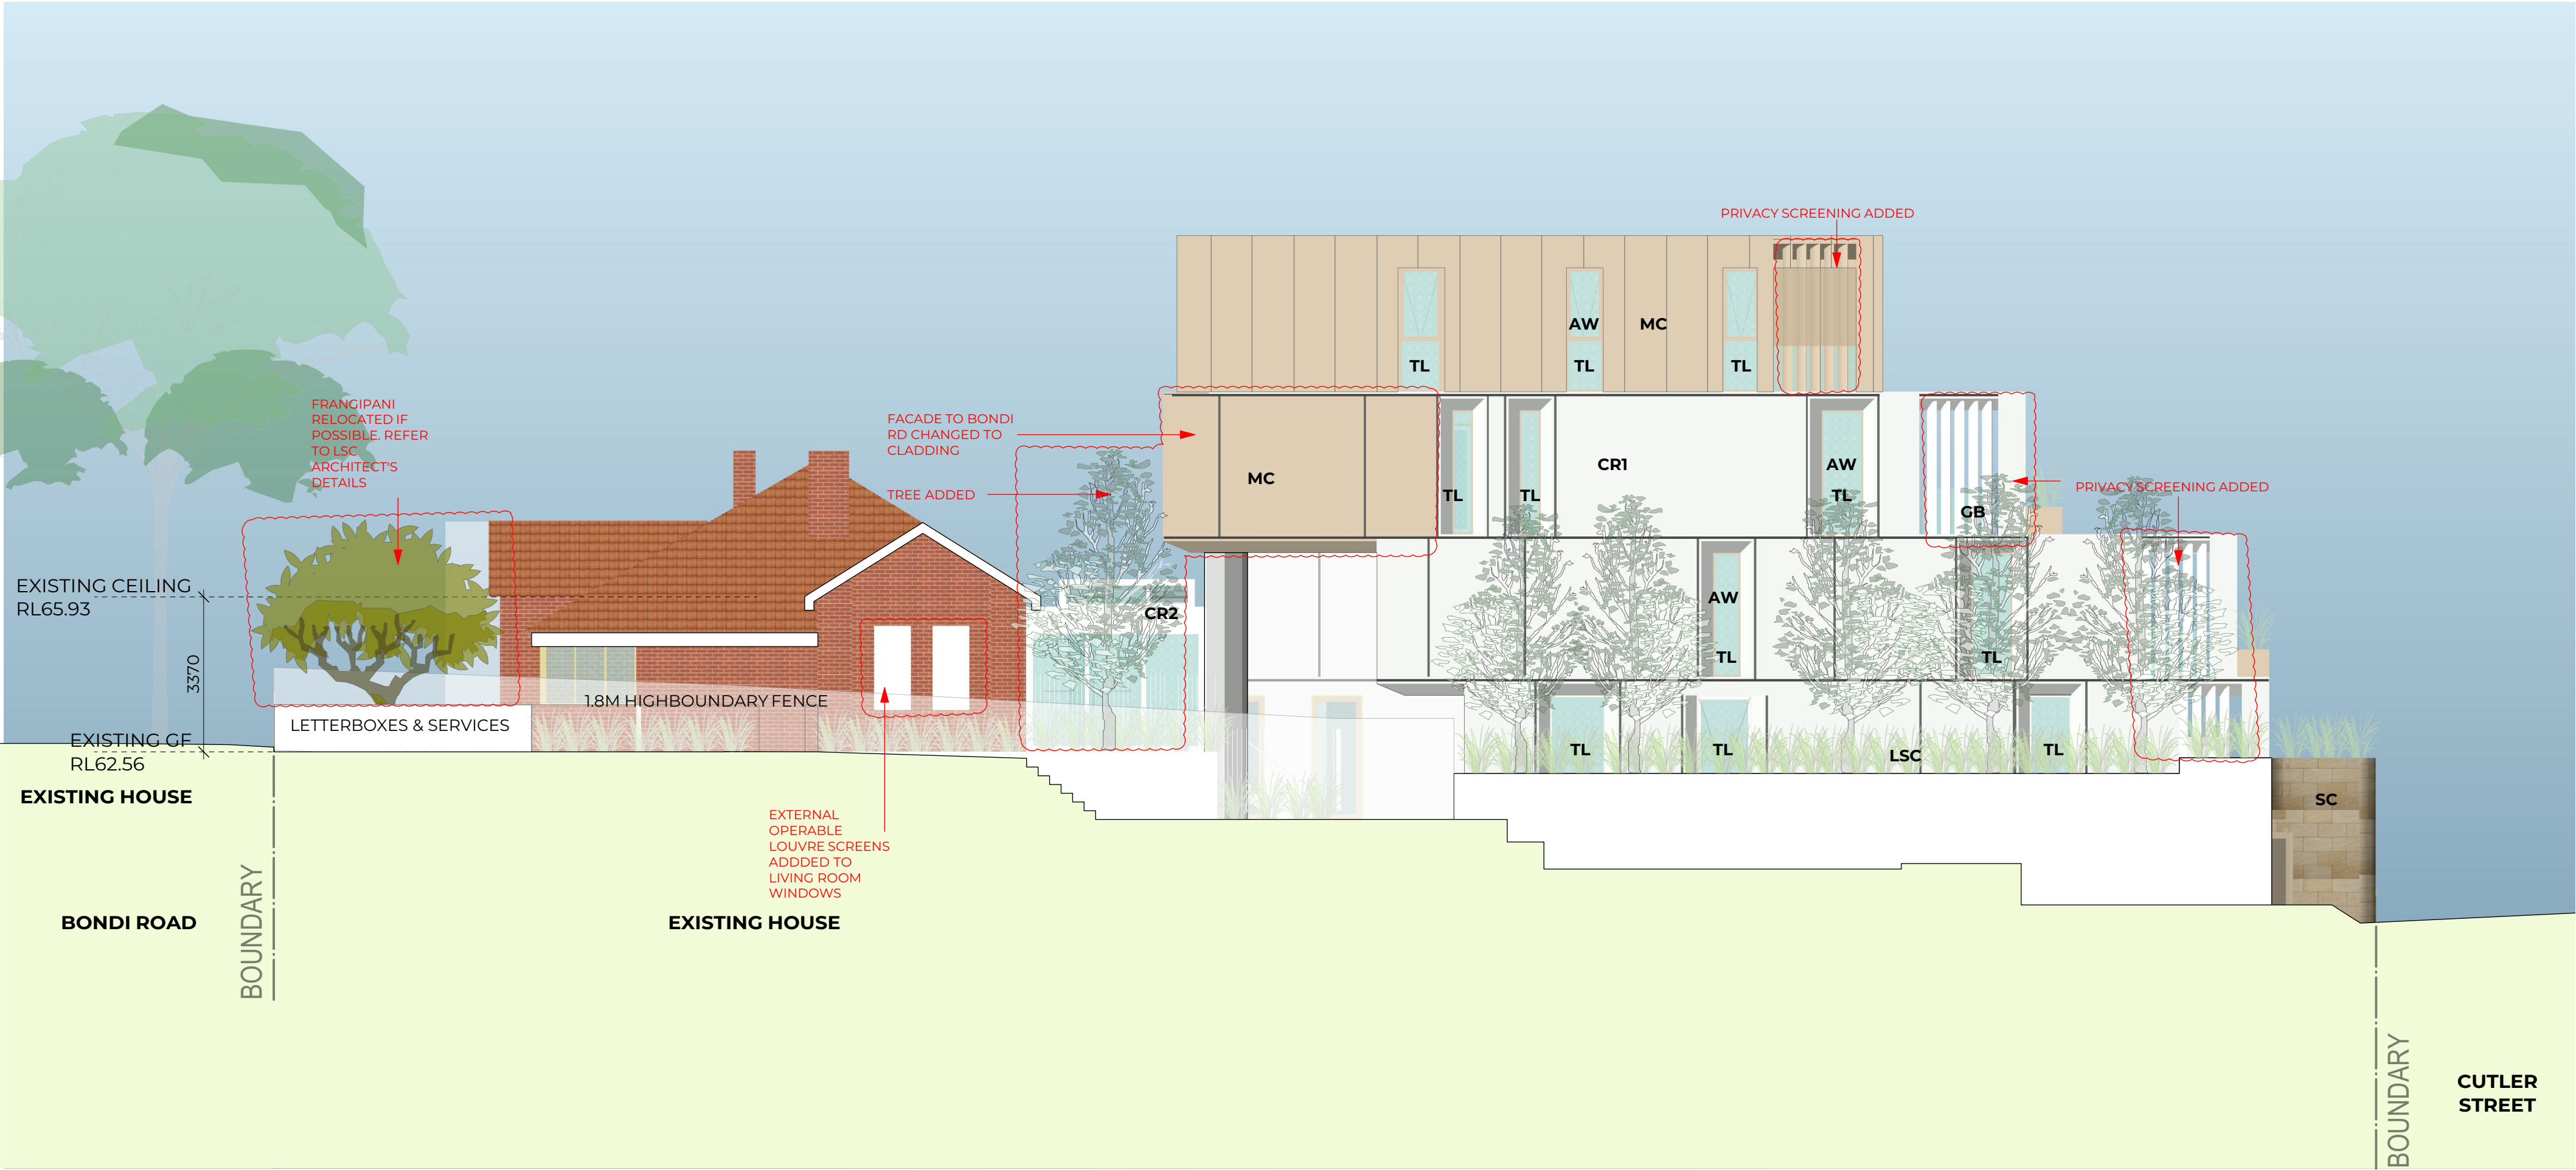 PRIVACY SCREENING ADDED
AW
MC
TL
TL
TL
FRANGIPANI
RELOCATED IF
POSSIBLE. REFER
TO LSC
ARCHITECT'S
DETAILS
FACADE TO BONDI
RD CHANGED TO
CLADDING
TREE ADDED
MC
TL
TL
CR1
AW
TL
GB
PRIVACY SCREENING ADDED
EXISTING CEILING
RL65.93
3370
CR2
AW
TL
TL
1.8M HIGHBOUNDARY FENCE
LETTERBOXES & SERVICES
EXISTING GF
RL62.56
TL
TL
LSC
TL
EXISTING HOUSE
SC
EXTERNAL
OPERABLE
LOUVRE SCREENS
ADDDED TO
LIVING ROOM
WINDOWS
BONDI ROAD
BOUNDARY
EXISTING HOUSE
BOUNDARY
CUTLER
STREET